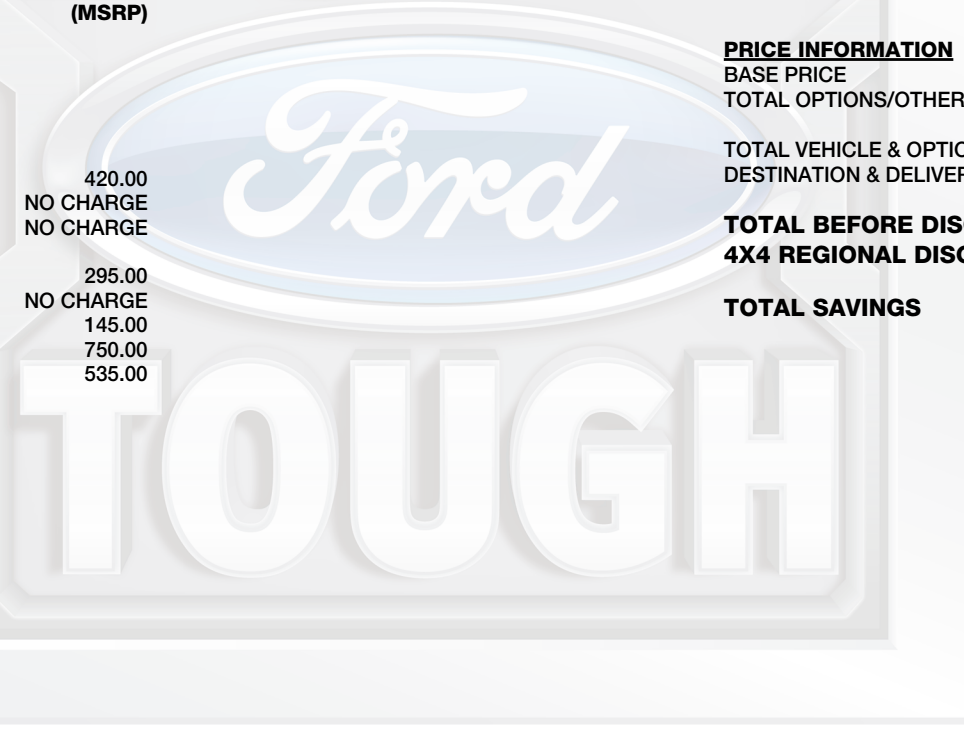 (MSRP)
420.00
NO CHARGE
NO CHARGE
295.00
NO CHARGE
145.00
750.00
535.00
PRICE INFORMATION
BASE PRICE
TOTAL OPTIONS/OTHER
TOTAL VEHICLE & OPTIO
DESTINATION & DELIVER
TOTAL BEFORE DISC
4X4 REGIONAL DISC
TOTAL SAVINGS
Ford
TOUGH